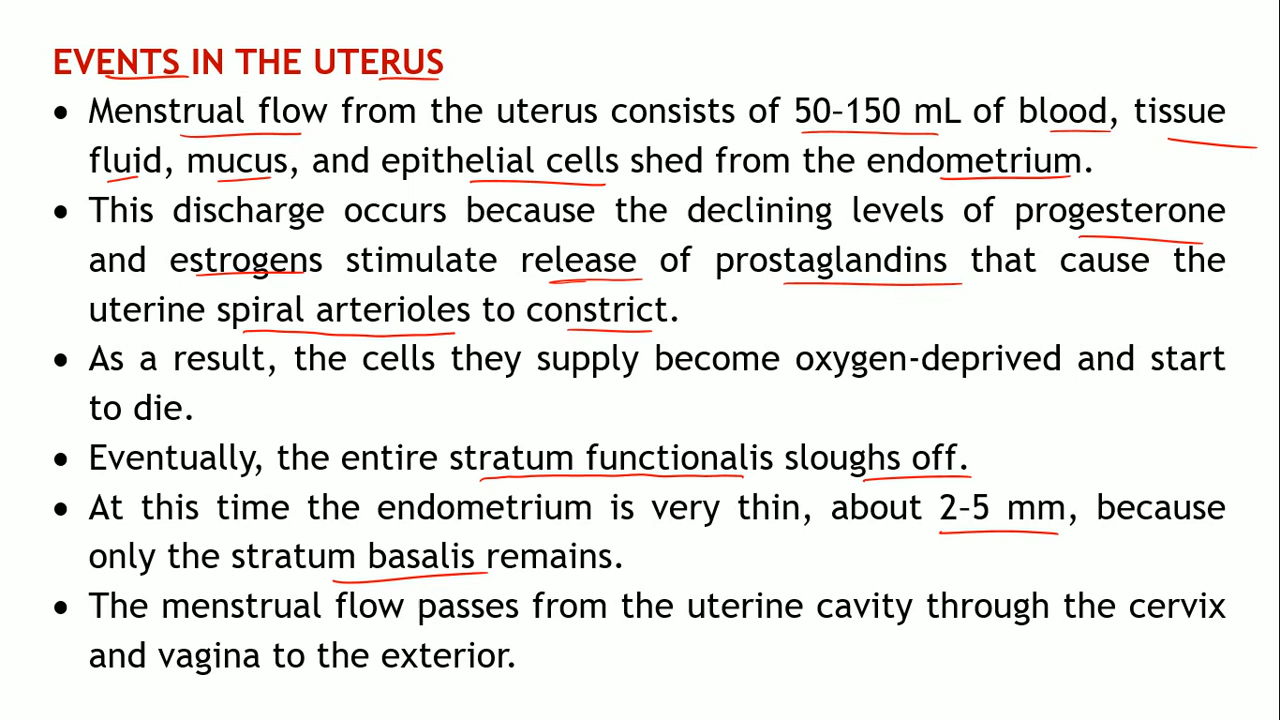 EVENTS IN THE UTERUS
• Menstrual flow from the uterus consists of 50–150 mL of blood, tissue
fluid, mucus, and epithelial cells shed from the endometrium.
• This discharge occurs because the declining levels of progesterone
and estrogens stimulate release of prostaglandins that cause the
uterine spiral arterioles to constrict.
• As a result, the cells they supply become oxygen-deprived and start
to die.
• Eventually, the entire stratum functionalis sloughs off.
• At this time the endometrium is very thin, about 2–5 mm, because
only the stratum basalis remains.
• The menstrual flow passes from the uterine cavity through the cervix
and vagina to the exterior.